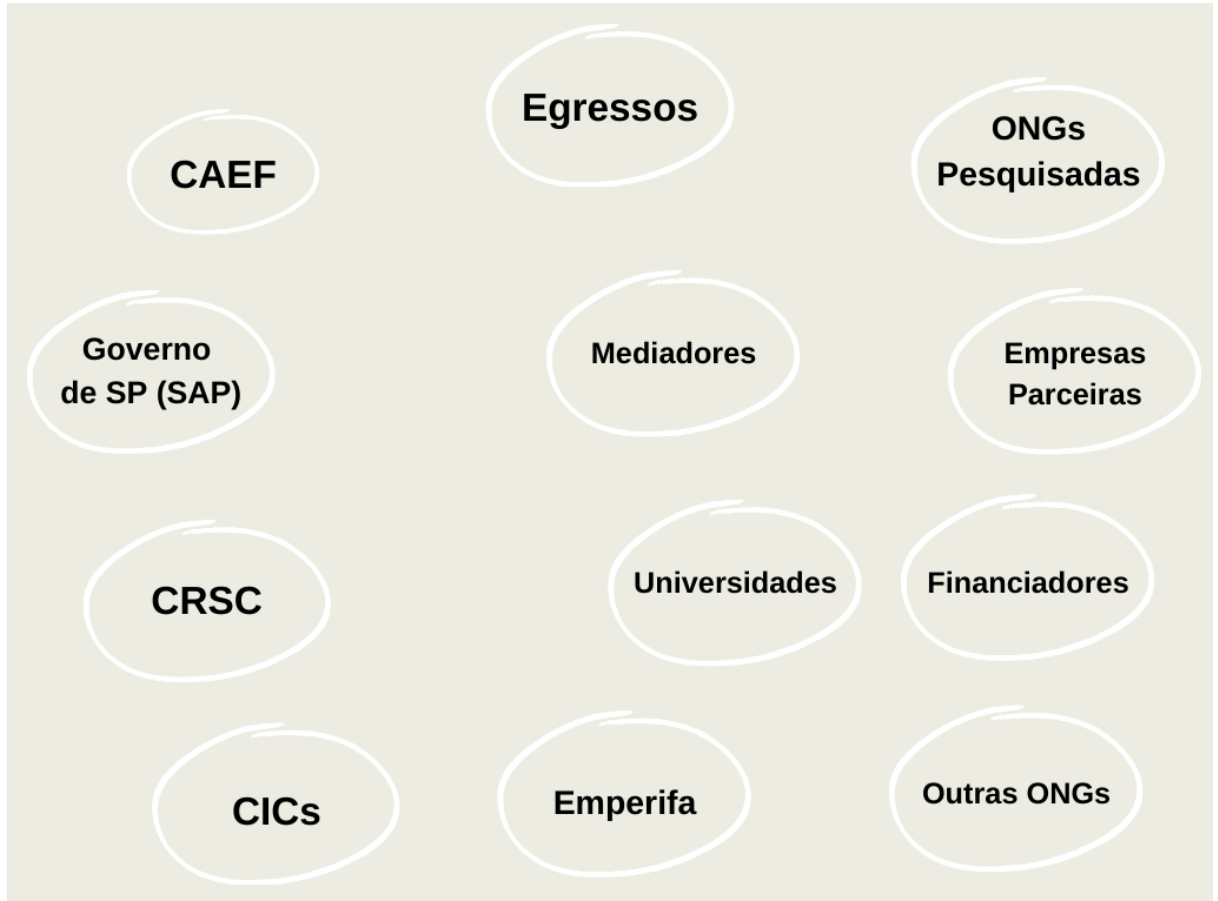 Egressos
CAEF
ONGs
Pesquisadas
Governo
de SP (SAP)
Mediadores
Empresas
Parceiras
CRSC
Universidades
Financiadores
CICs
Emperifa
Outras ONGs